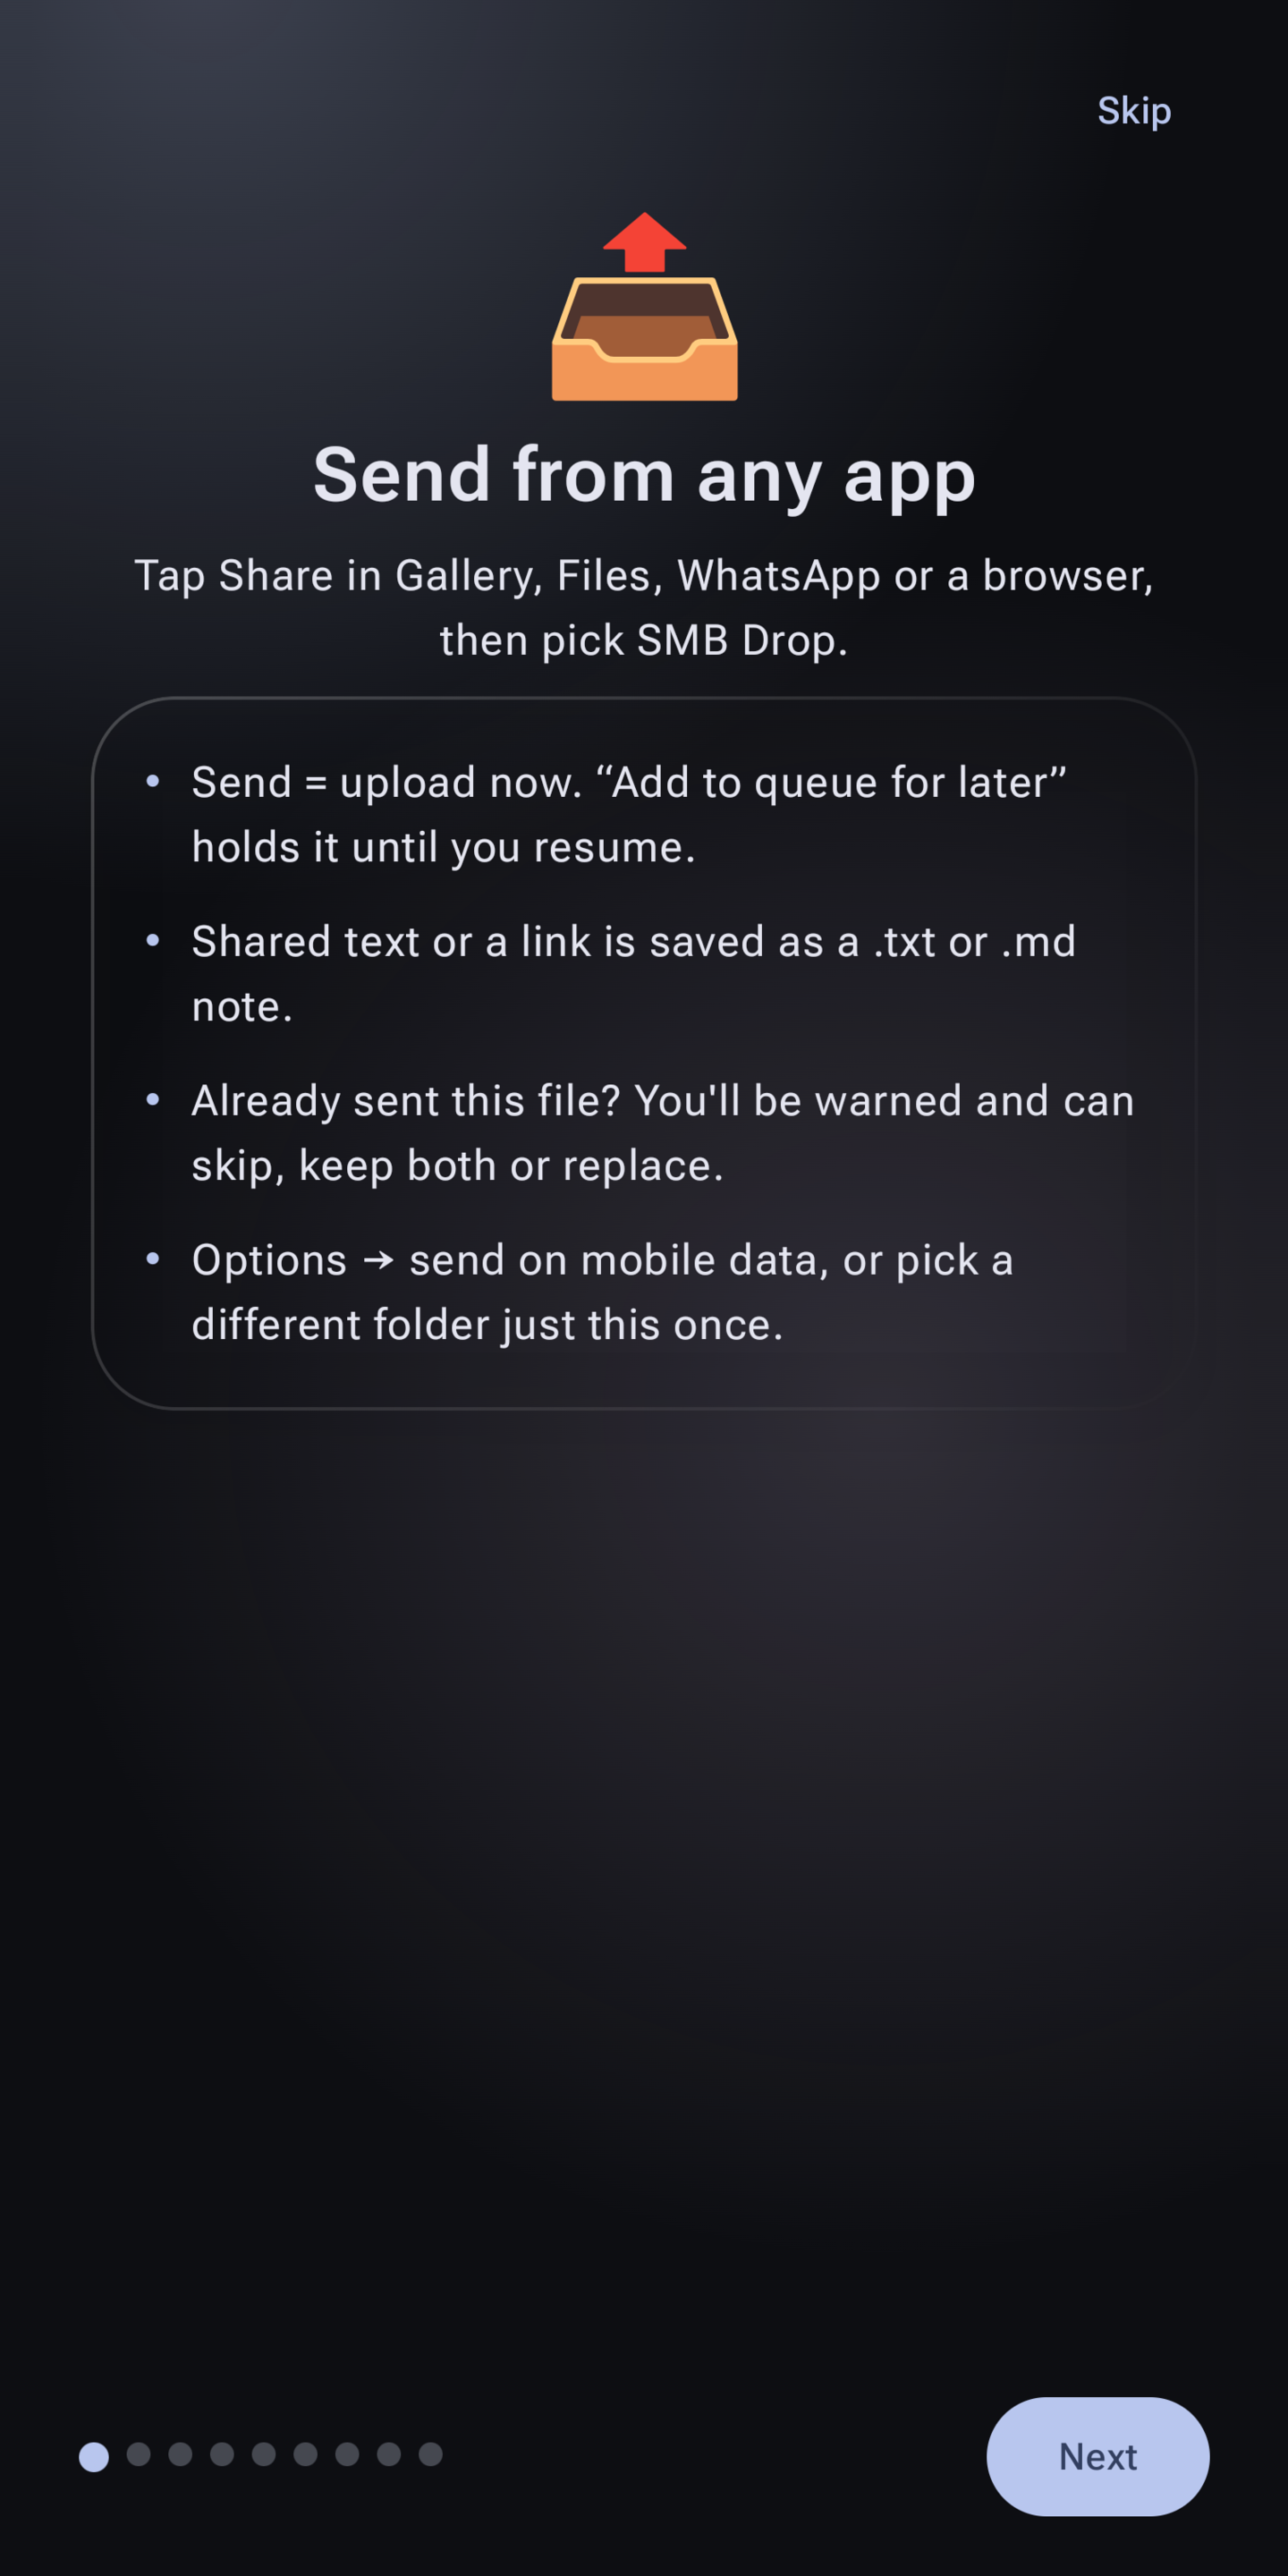 Skip
Send from any app
Tap Share in Gallery, Files, WhatsApp or a browser,
then pick SMB Drop.
• Send = upload now. “Add to queue for later”
holds it until you resume.
• Shared text or a link is saved as a .txt or .md
note.
• Already sent this file? You'll be warned and can
skip, keep both or replace.
• Options → send on mobile data, or pick a
different folder just this once.
Next